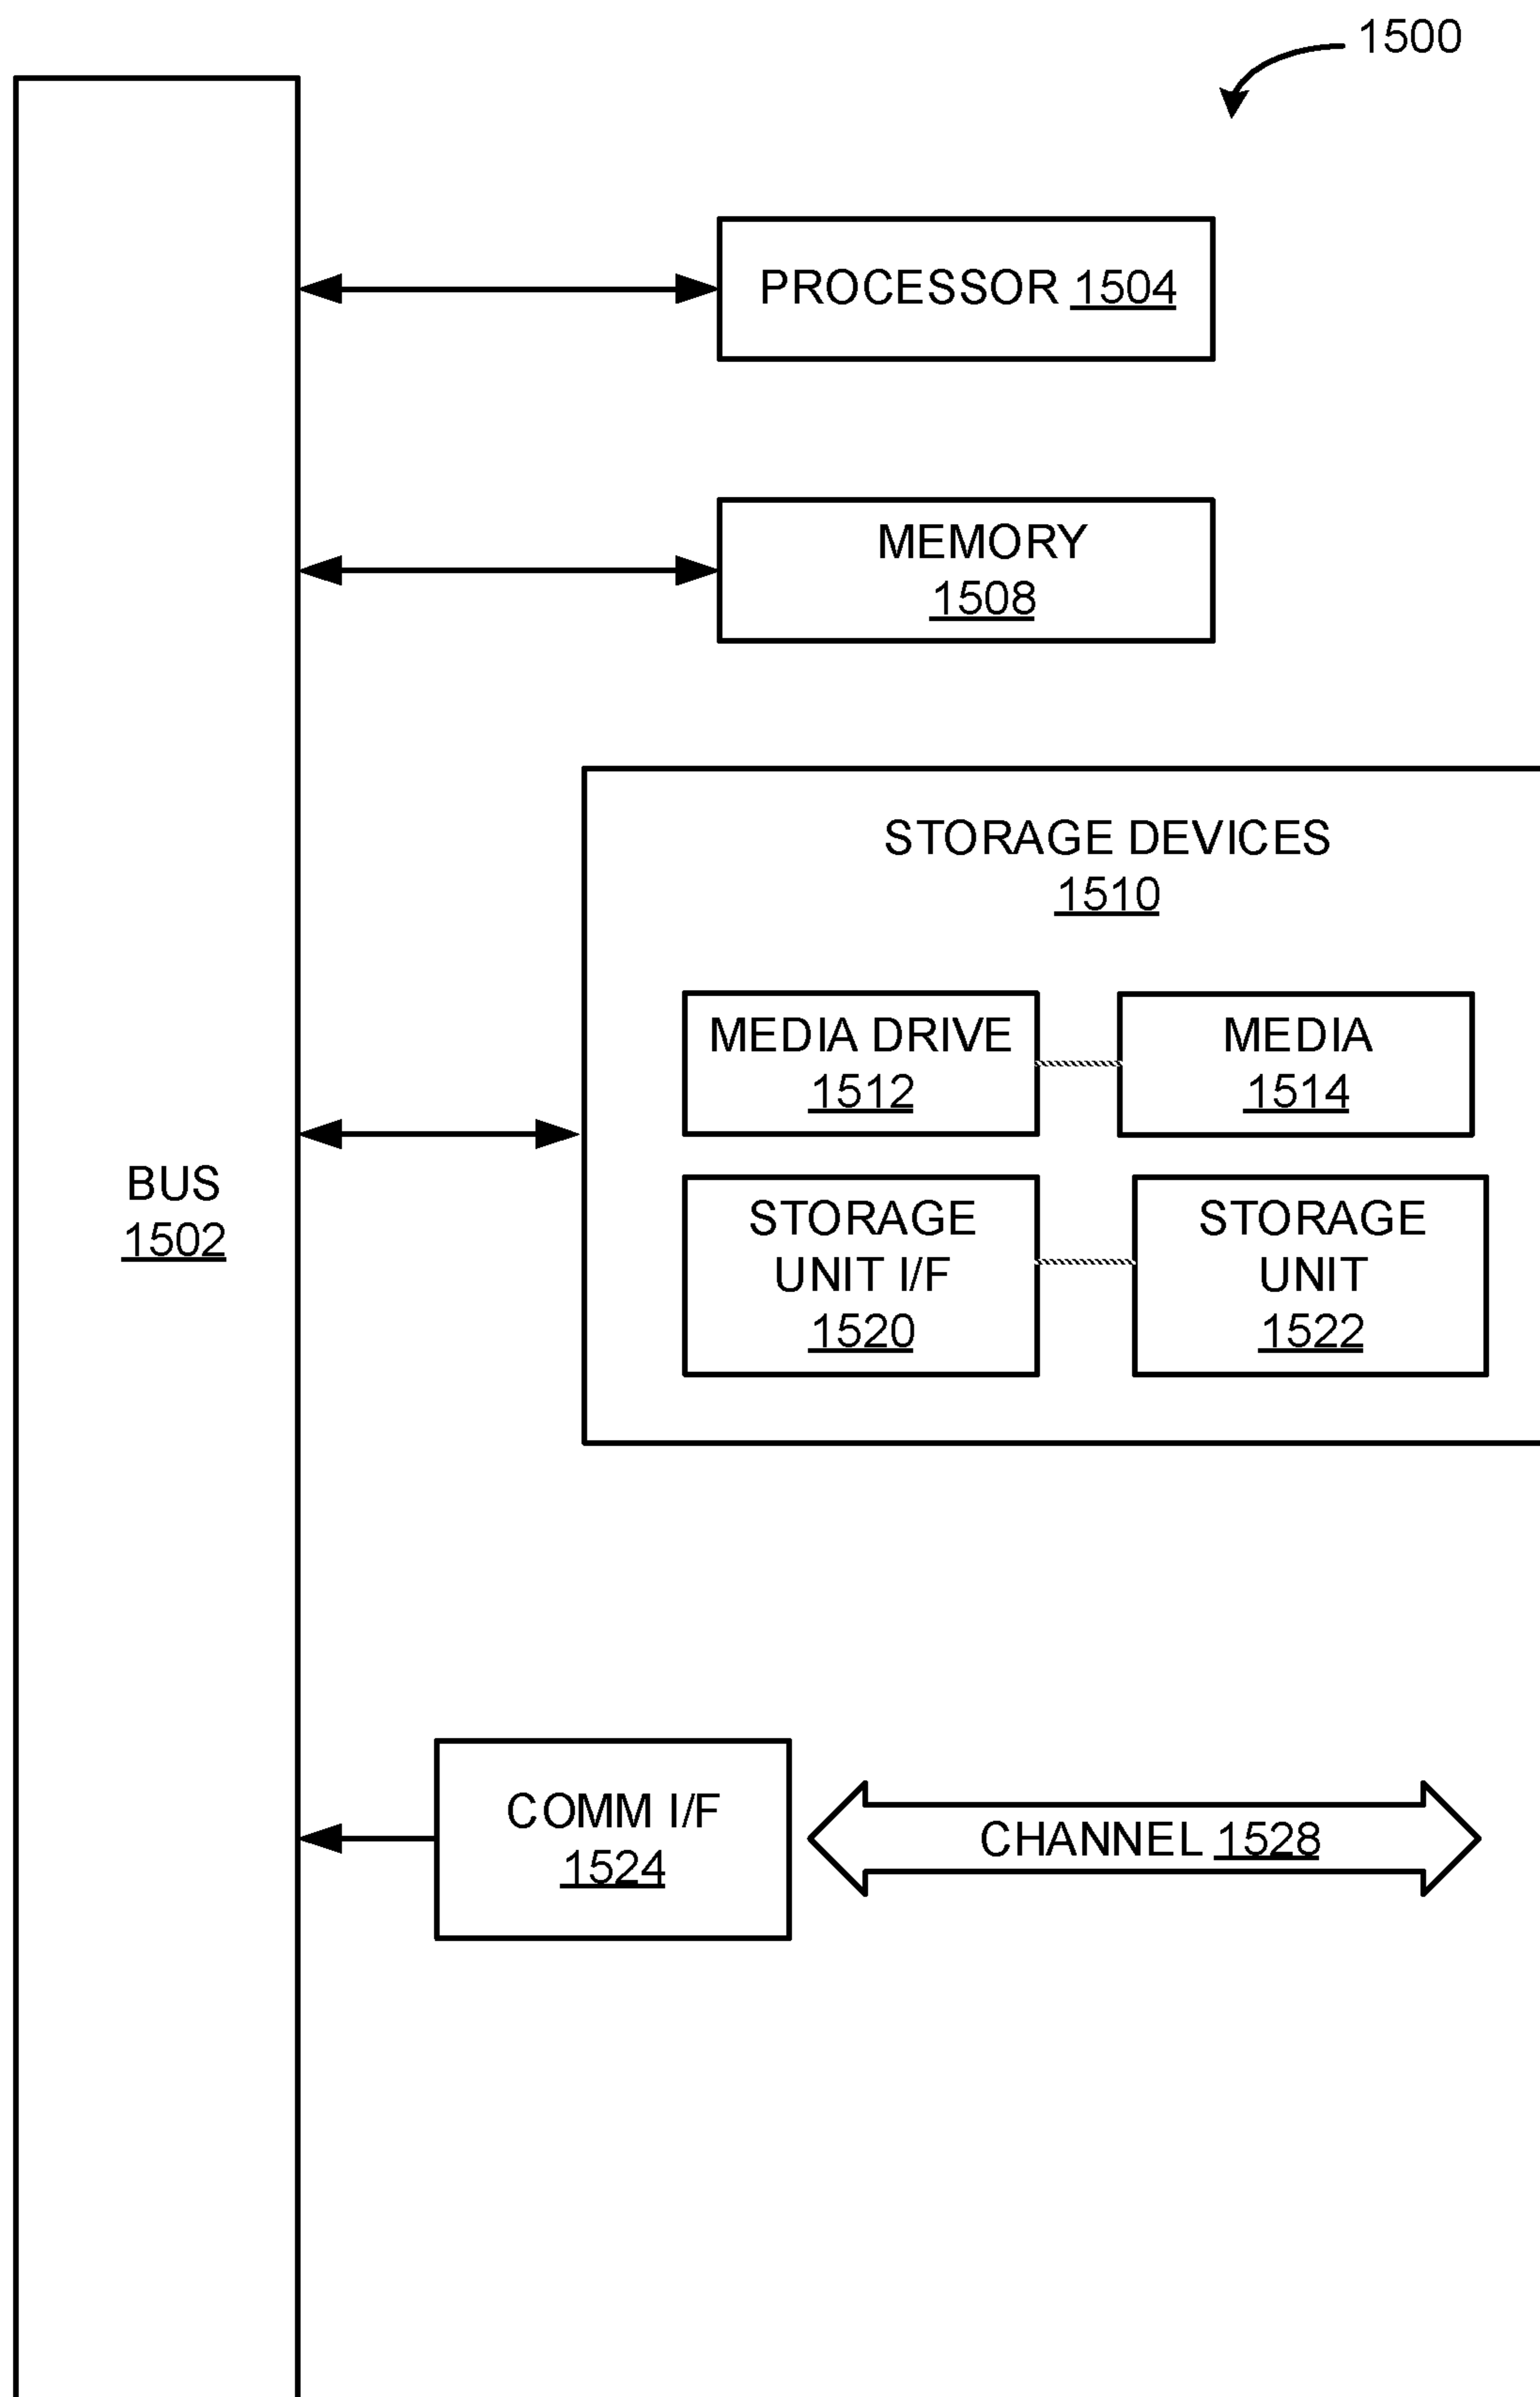 1500
PROCESSOR 1504
MEMORY
1508
STORAGE DEVICES
1510
MEDIA DRIVE
1512
MEDIA
1514
BUS
1502
STORAGE
UNIT I/F
1520
STORAGE
UNIT
1522
COMM I/F
1524
CHANNEL 1528